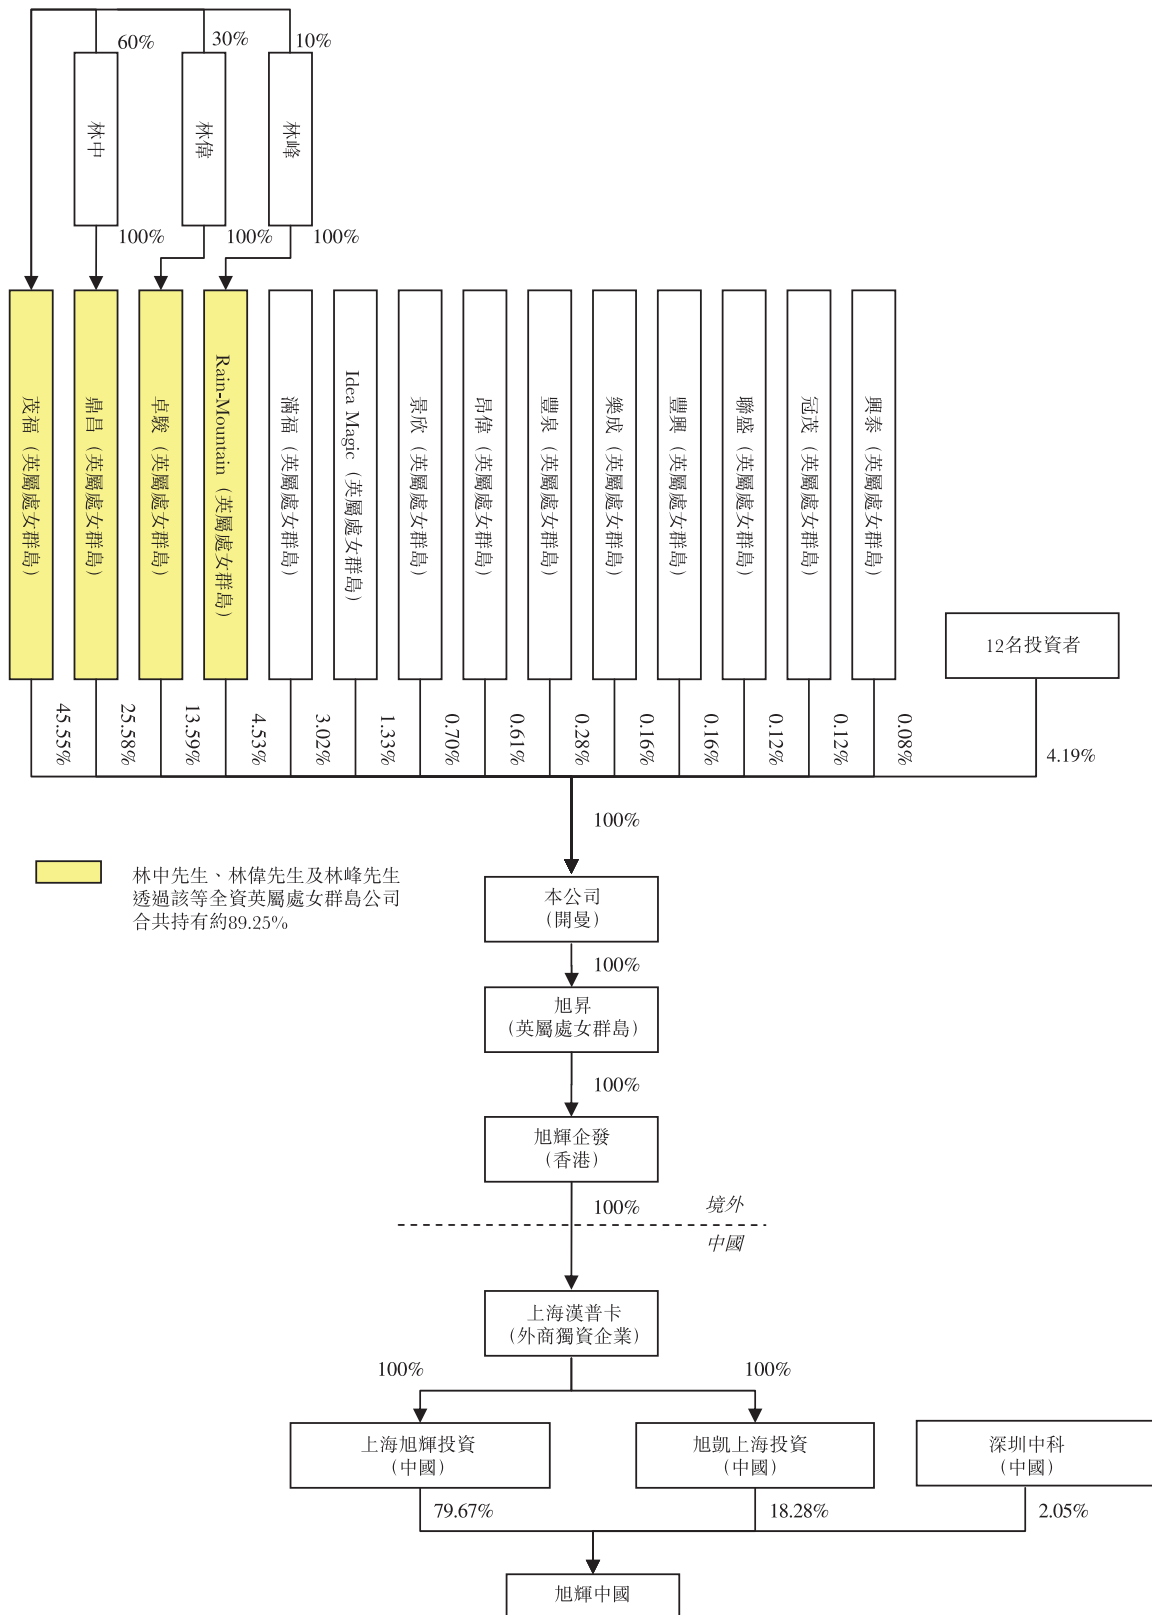 60%
30%
10%
林中
林偉
林峰
100%
100%
100%
茂福（英屬處女群島）
鼎昌（英屬處女群島）
卓駿（英屬處女群島）
Rain-Mountain（英屬處女群島）
滿福（英屬處女群島）
Idea Magic（英屬處女群島）
景欣（英屬處女群島）
昂偉（英屬處女群島）
豐泉（英屬處女群島）
樂成（英屬處女群島）
豐興（英屬處女群島）
聯盛（英屬處女群島）
冠茂（英屬處女群島）
興泰（英屬處女群島）
12名投資者
45.55%
25.58%
13.59%
4.53%
3.02%
1.33%
0.70%
0.61%
0.28%
0.16%
0.16%
0.12%
0.12%
0.08%
4.19%
100%
林中先生、林偉先生及林峰先生
透過該等全資英屬處女群島公司
合共持有約89.25%
本公司
（開曼）
100%
旭昇
（英屬處女群島）
100%
旭輝企發
（香港）
100%
境外
中國
上海漢普卡
（外商獨資企業）
100%
100%
上海旭輝投資
（中國）
旭凱上海投資
（中國）
深圳中科
（中國）
79.67%
18.28%
2.05%
旭輝中國